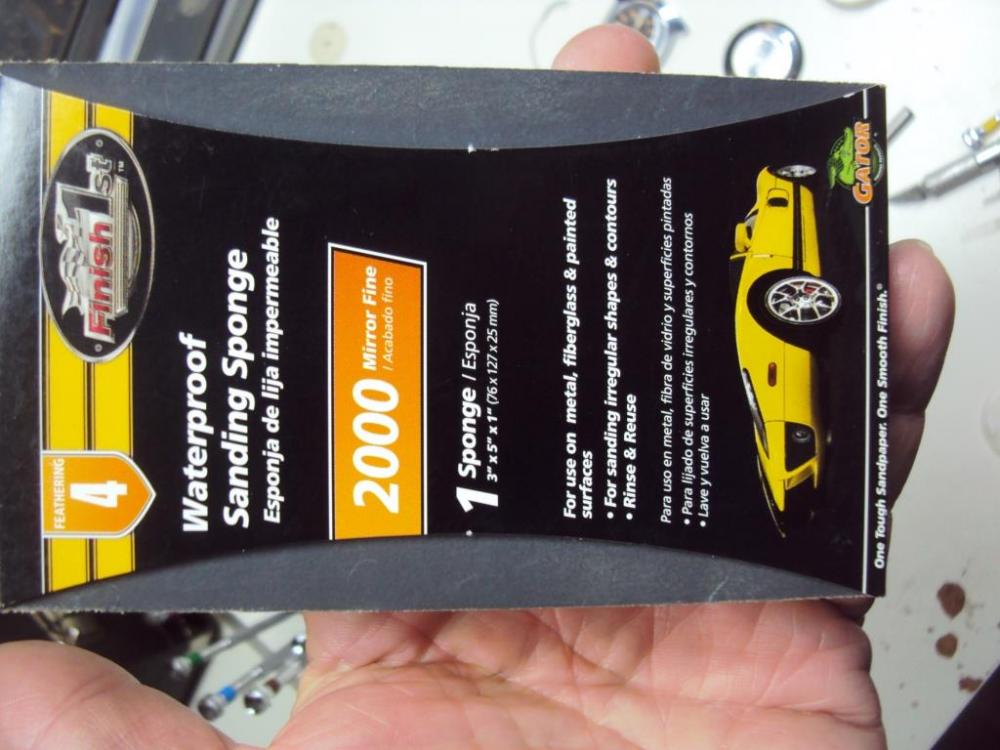 FEATHERING
4
Finish 1st™
Waterproof
Sanding Sponge
Esponja de lija impermeable
2000 Mirror Fine
/ Acabado fino
1 Sponge / Esponja
3" x 5" x 1" (76 x 127 x 25 mm)
For use on metal, fiberglass & painted
surfaces
• For sanding irregular shapes & contours
• Rinse & Reuse
Para uso en metal, fibra de vidrio y superficies pintadas
• Para lijado de superficies irregulares y contornos
• Lave y vuelva a usar
GATOR
One Tough Sandpaper. One Smooth Finish.®